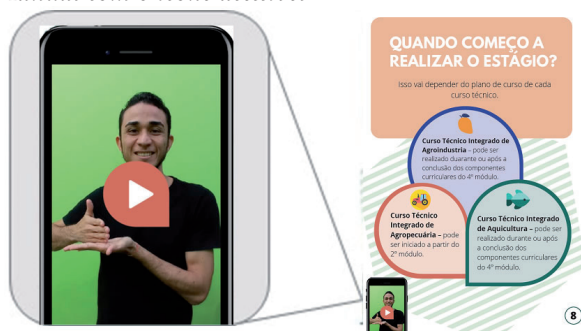 QUANDO COMEÇO A
REALIZAR O ESTÁGIO?
Isso vai depender do plano de curso de cada
curso técnico.
Curso Técnico Integrado de
Agroindustria – pode ser
realizado duarante ou após a
conclusão dos componentes
curriculares do 4º módulo.
Curso Técnico
Integrado de
Agropecuária – pode
ser iniciado a partir do
2º módulo.
Curso Técnico Integrado
de Aquicultura – pode ser
realizado durante ou após
a conclusão dos
componentes curriculares
do 4º módulo.
8